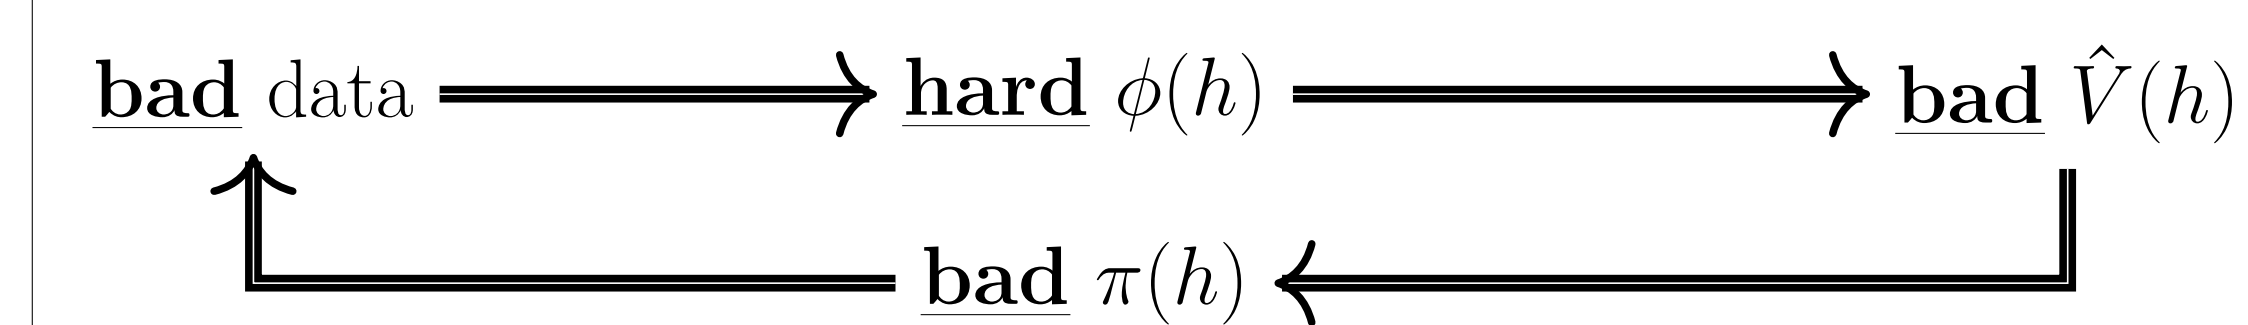 bad data ⟹ hard ϕ(h) ⟹ bad V̂(h)
bad π(h)